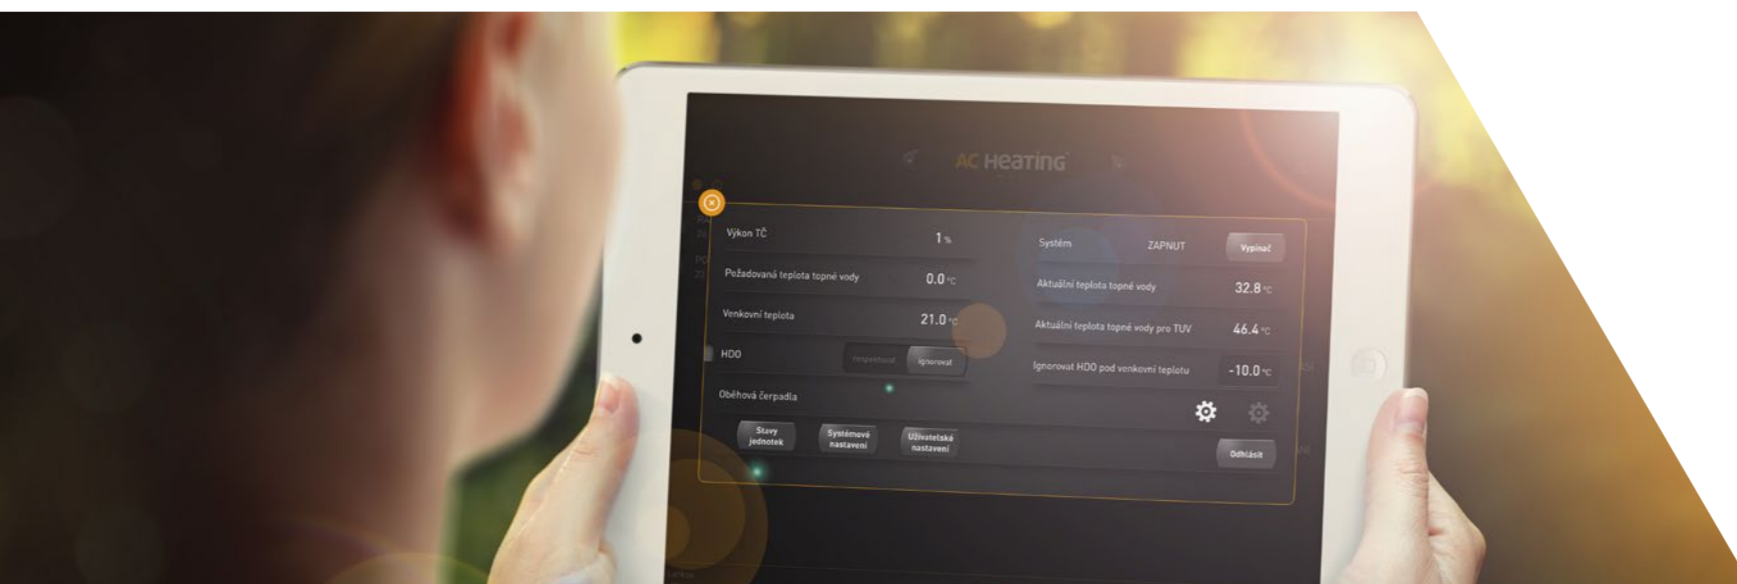 AC Heating
Výkon TČ 1 %
Systém ZAPNUT Vypínač
Požadovaná teplota topné vody 0.0 °C
Aktuální teplota topné vody 32.8 °C
Venkovní teplota 21.0 °C
Aktuální teplota topné vody pro TUV 46.4 °C
HDO respektovat ignorovat
Ignorovat HDO pod venkovní teplotu -10.0 °C
Oběhová čerpadla
Stavy
jednotek
Systémové
nastavení
Uživatelské
nastavení
Odhlásit